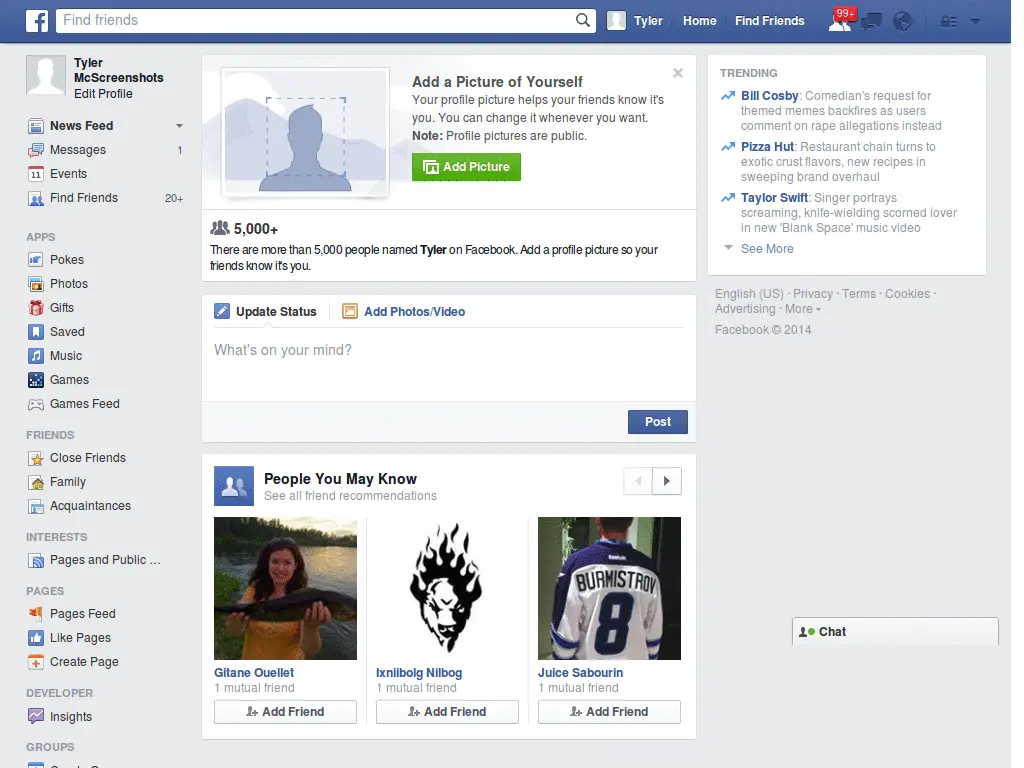 f
Find friends
Tyler
Home
Find Friends
99+
Tyler
McScreenshots
Edit Profile
News Feed
Messages 1
11 Events
Find Friends 20+
APPS
Pokes
Photos
Gifts
Saved
Music
Games
Games Feed
FRIENDS
Close Friends
Family
Acquaintances
INTERESTS
Pages and Public ...
PAGES
Pages Feed
Like Pages
Create Page
DEVELOPER
Insights
GROUPS
Add a Picture of Yourself
Your profile picture helps your friends know it's
you. You can change it whenever you want.
Note: Profile pictures are public.
Add Picture
5,000+
There are more than 5,000 people named Tyler on Facebook. Add a profile picture so your
friends know it's you.
Update Status
Add Photos/Video
What's on your mind?
Post
People You May Know
See all friend recommendations
Reebok
BURMISTROV
8
Gitane Ouellet
1 mutual friend
Add Friend
Ixniibolg Nilbog
1 mutual friend
Add Friend
Juice Sabourin
1 mutual friend
Add Friend
TRENDING
Bill Cosby: Comedian's request for
themed memes backfires as users
comment on rape allegations instead
Pizza Hut: Restaurant chain turns to
exotic crust flavors, new recipes in
sweeping brand overhaul
Taylor Swift: Singer portrays
screaming, knife-wielding scorned lover
in new 'Blank Space' music video
See More
English (US) · Privacy · Terms · Cookies ·
Advertising · More
Facebook © 2014
Chat